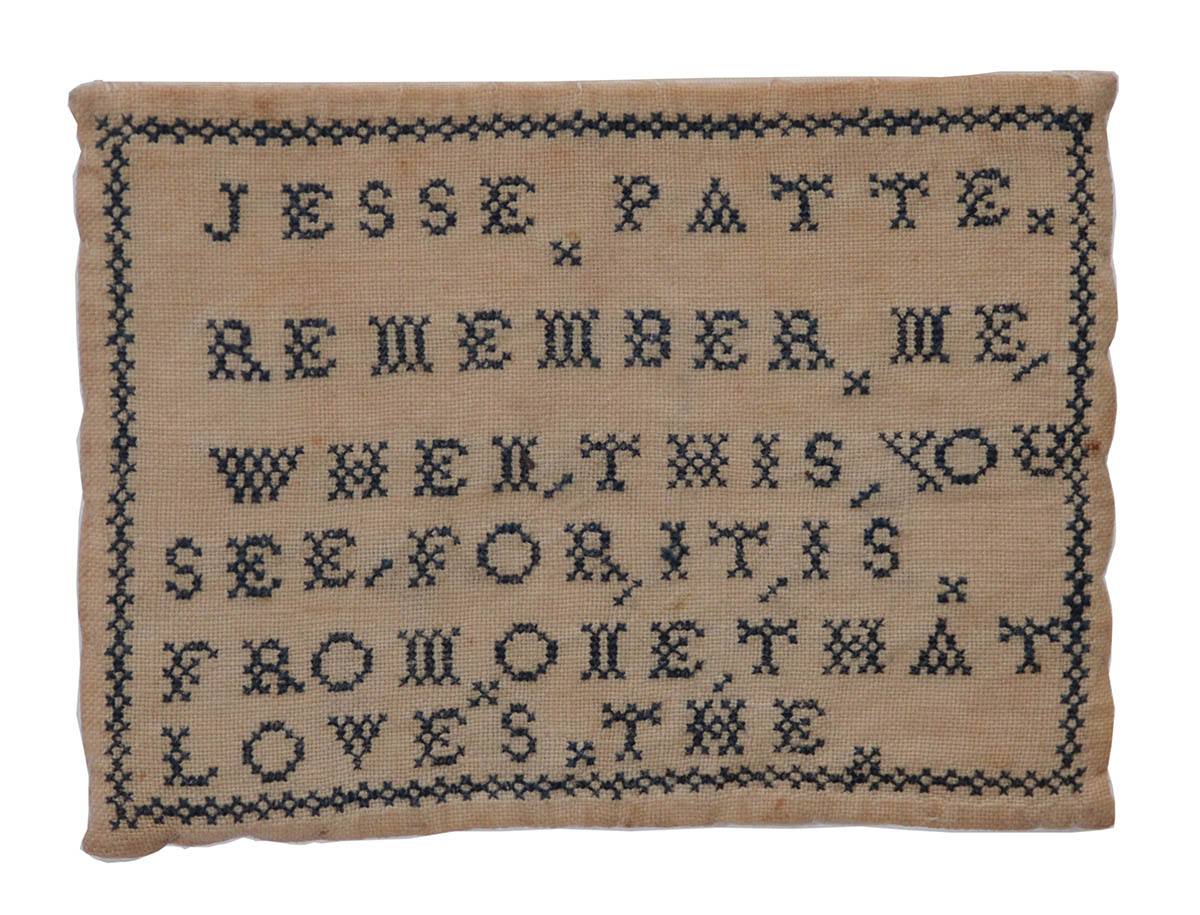 JESSE. PATTE.
REMEMBER. ME,
WHEN, THIS, YOU
SEE, FOR, IT, IS.
FROM. ONE, THAT
LOVES. THE.